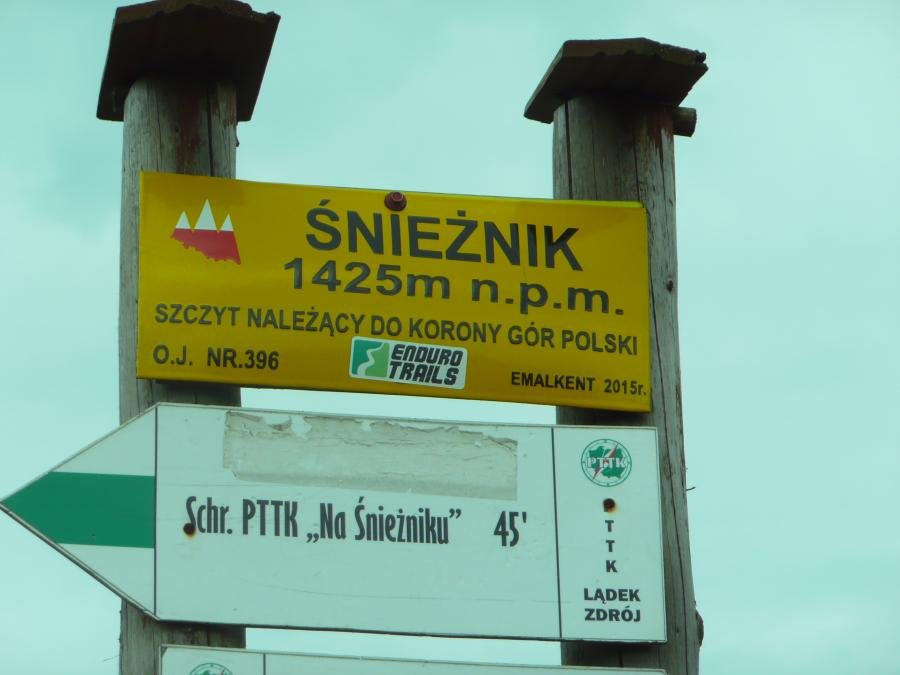 ŚNIEŻNIK
1425m n.p.m.
SZCZYT NALEŻĄCY DO KORONY GÓR POLSKI
O.J. NR.396
ENDURO
TRAILS
EMALKENT 2015r.
PTTK
Schr. PTTK „Na Śnieżniku” 45'
P
T
T
K
LĄDEK
ZDRÓJ